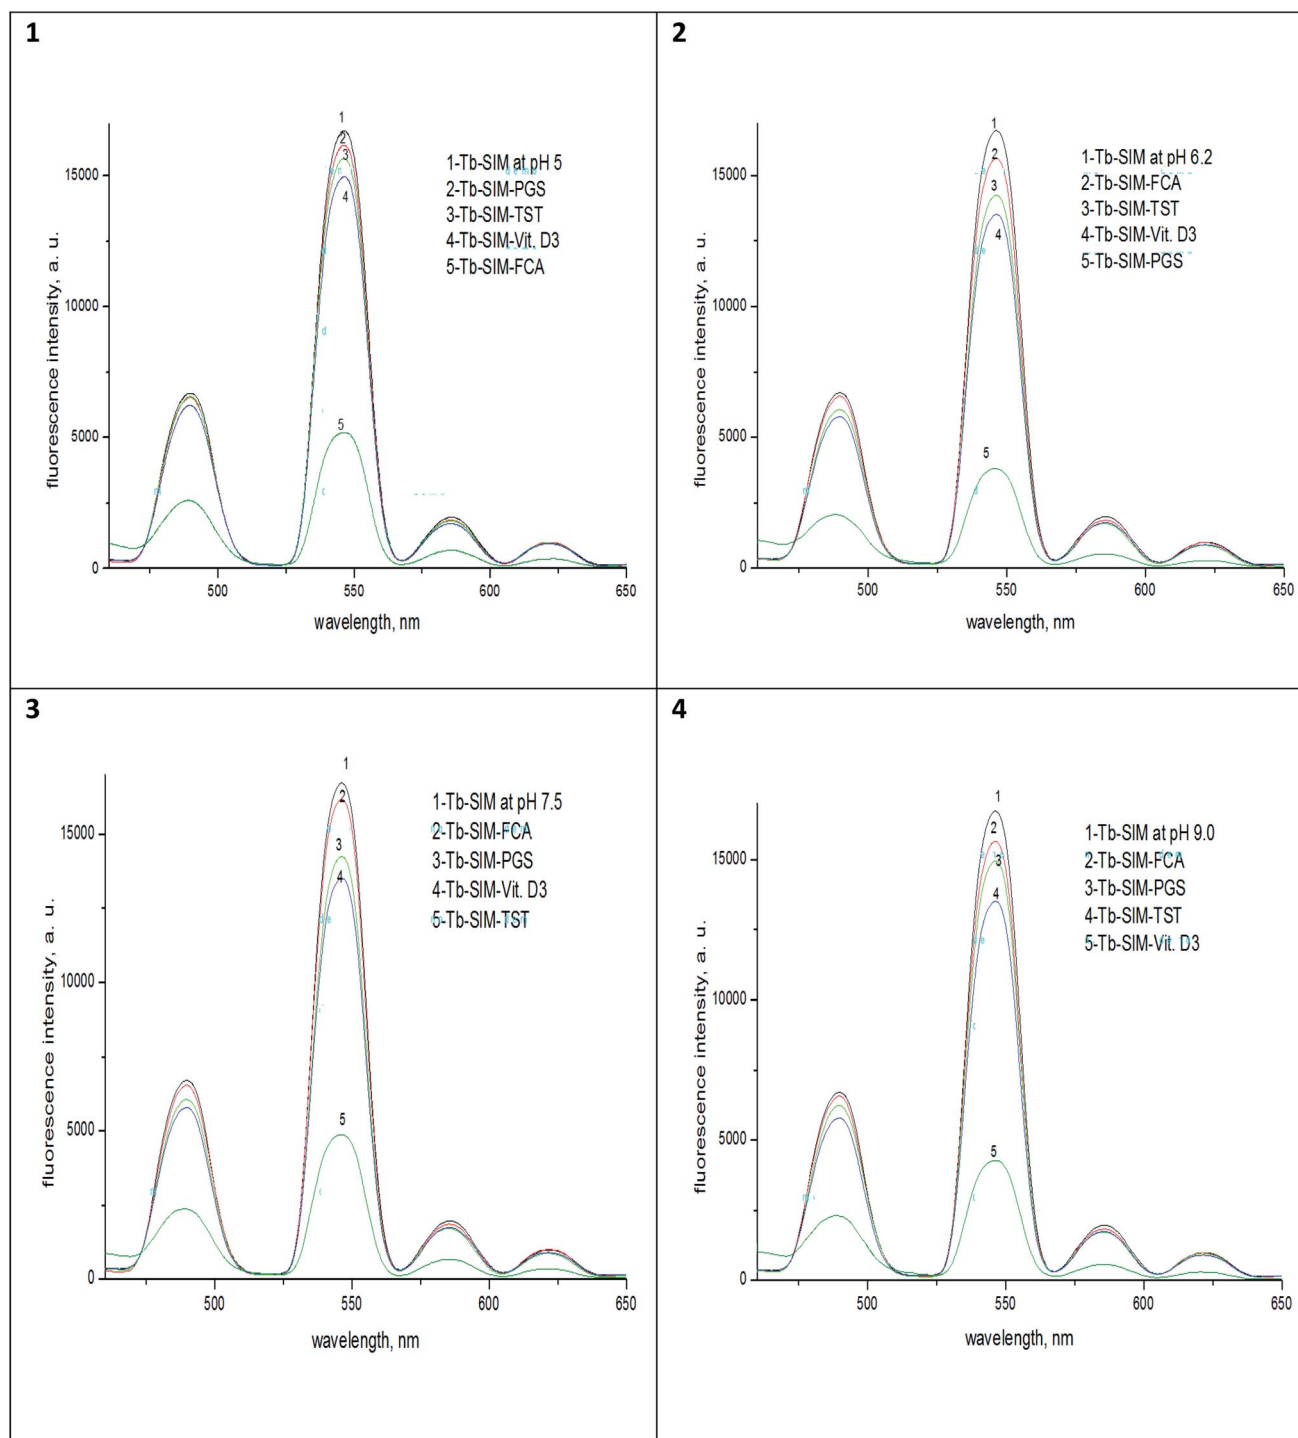 1
fluorescence intensity, a. u.
15000
10000
5000
0
1
2
3
4
5
1-Tb-SIM at pH 5
2-Tb-SIM-PGS
3-Tb-SIM-TST
4-Tb-SIM-Vit. D3
5-Tb-SIM-FCA
500 550 600 650
wavelength, nm
2
fluorescence intensity, a. u.
15000
10000
5000
0
1
2
3
4
5
1-Tb-SIM at pH 6.2
2-Tb-SIM-FCA
3-Tb-SIM-TST
4-Tb-SIM-Vit. D3
5-Tb-SIM-PGS
500 550 600 650
wavelength, nm
3
fluorescence intensity, a. u.
15000
10000
5000
0
1
2
3
4
5
1-Tb-SIM at pH 7.5
2-Tb-SIM-FCA
3-Tb-SIM-PGS
4-Tb-SIM-Vit. D3
5-Tb-SIM-TST
500 550 600 650
wavelength, nm
4
fluorescence intensity, a. u.
15000
10000
5000
0
1
2
3
4
5
1-Tb-SIM at pH 9.0
2-Tb-SIM-FCA
3-Tb-SIM-PGS
4-Tb-SIM-TST
5-Tb-SIM-Vit. D3
500 550 600 650
wavelength, nm